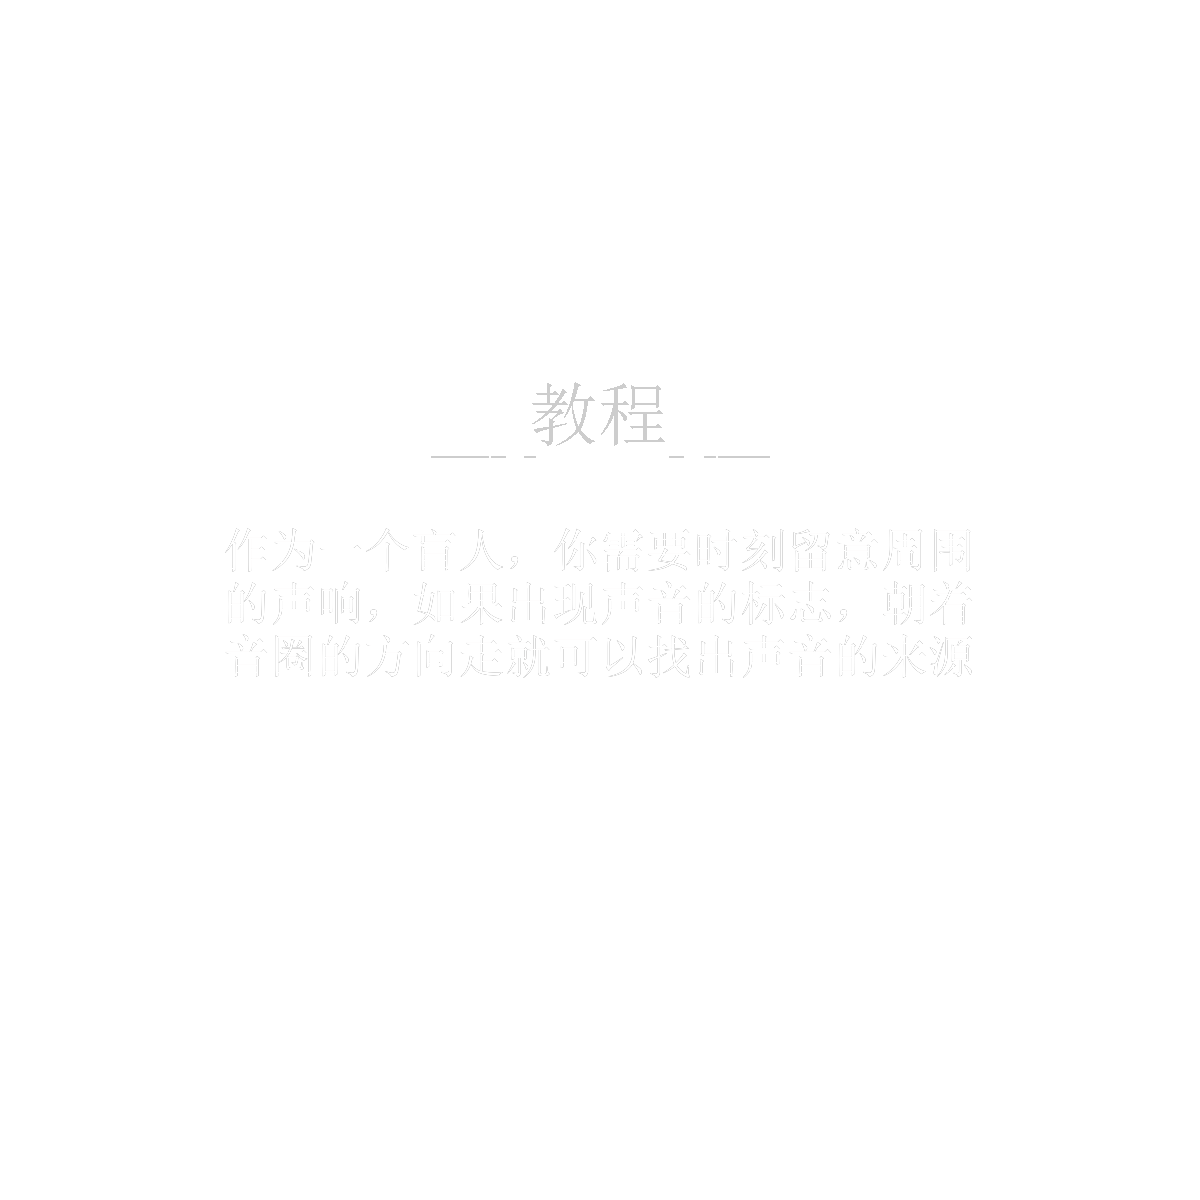 教程
作为一个盲人，你需要时刻留意周围
的声响，如果出现声音的标志，朝着
音圈的方向走就可以找出声音的来源